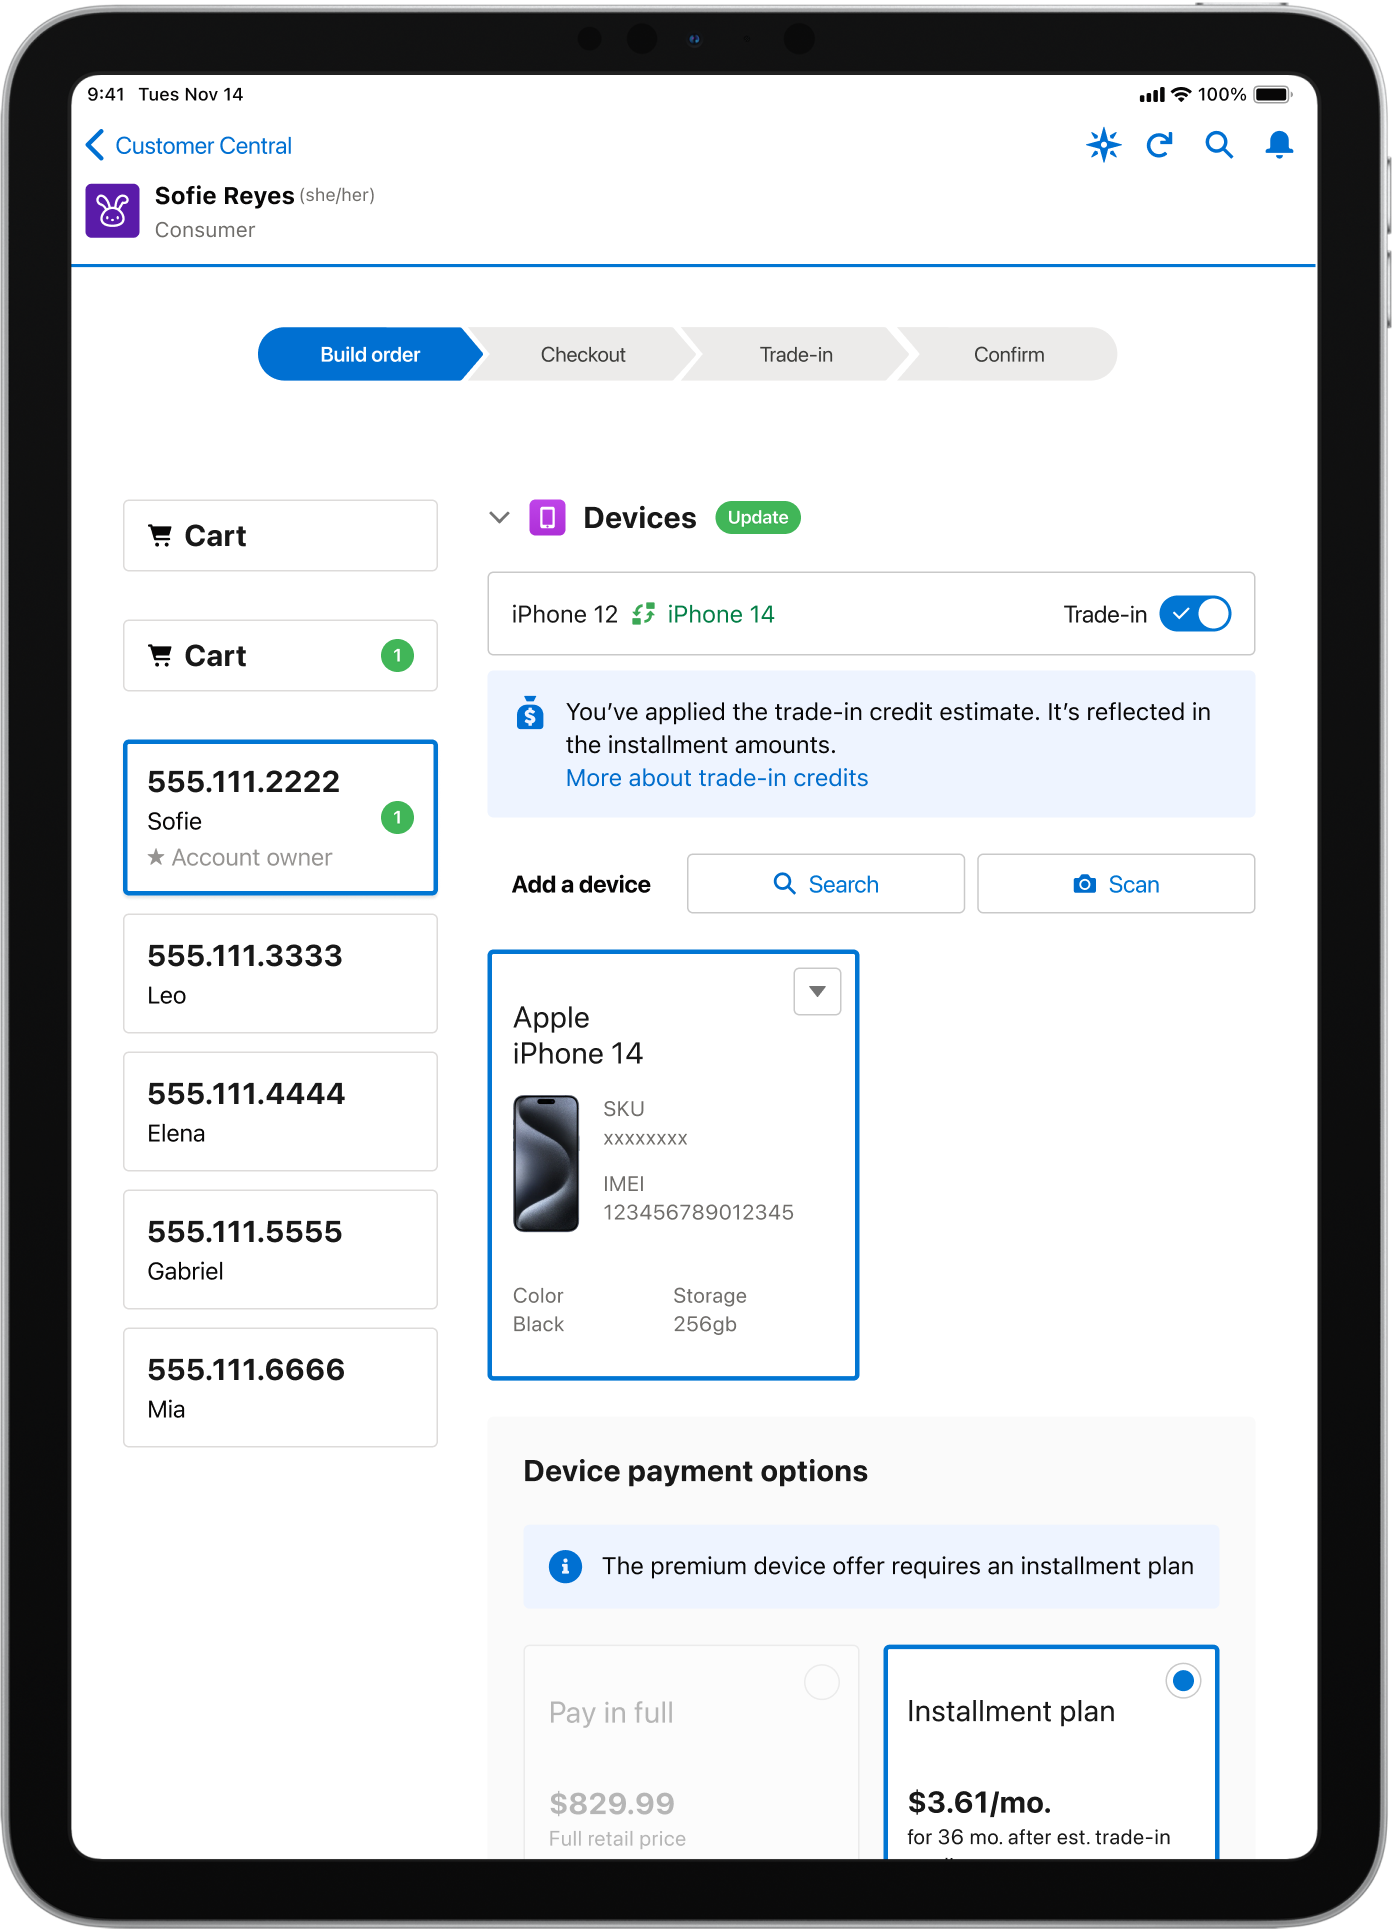 9:41 Tues Nov 14
100%
Customer Central
Sofie Reyes (she/her)
Consumer
Build order
Checkout
Trade-in
Confirm
Cart
Cart
1
555.111.2222
Sofie
1
★ Account owner
555.111.3333
Leo
555.111.4444
Elena
555.111.5555
Gabriel
555.111.6666
Mia
Devices
Update
iPhone 12
iPhone 14
Trade-in
You’ve applied the trade-in credit estimate. It’s reflected in
the installment amounts.
More about trade-in credits
Add a device
Search
Scan
Apple
iPhone 14
SKU
xxxxxxxx
IMEI
123456789012345
Color
Black
Storage
256gb
Device payment options
The premium device offer requires an installment plan
Pay in full
$829.99
Full retail price
Installment plan
$3.61/mo.
for 36 mo. after est. trade-in